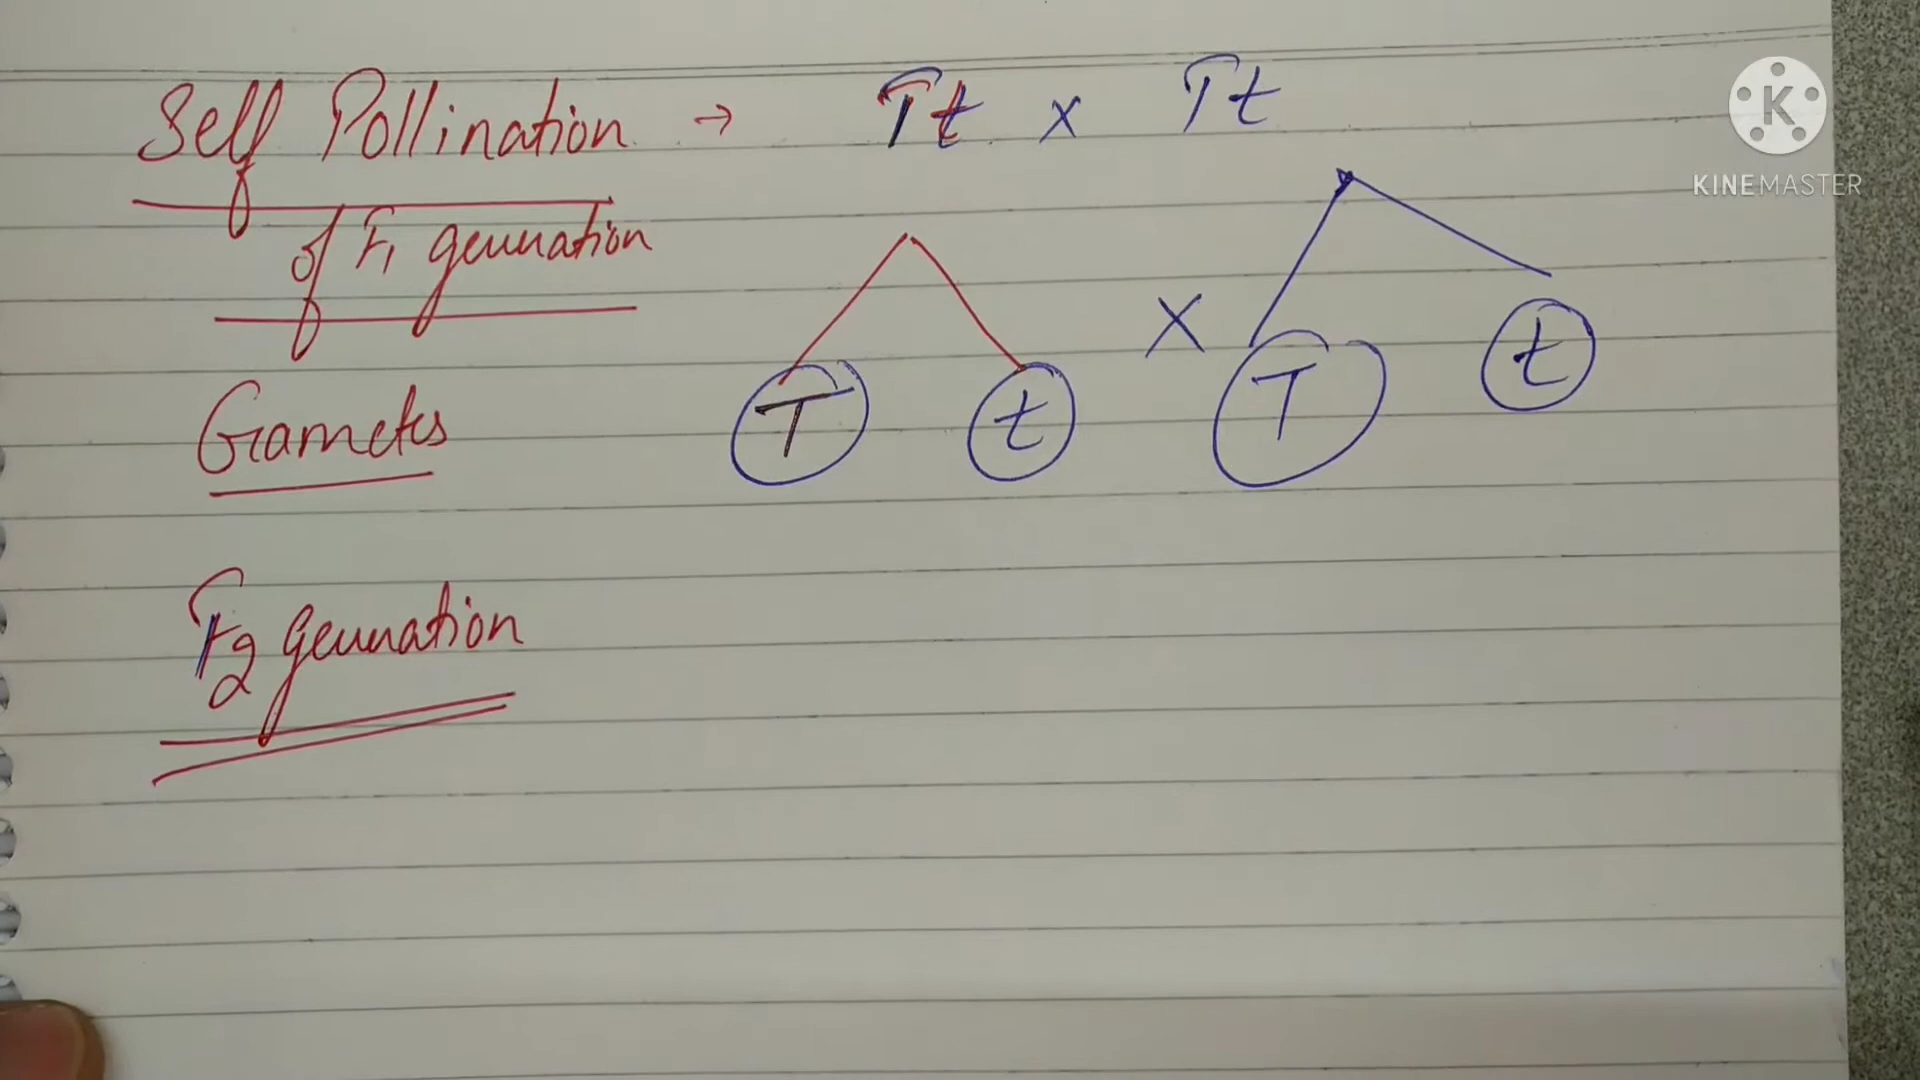 Self Pollination → Tt x Tt
of F1 generation
Gametes T t x T t
F2 generation
K
KINEMASTER